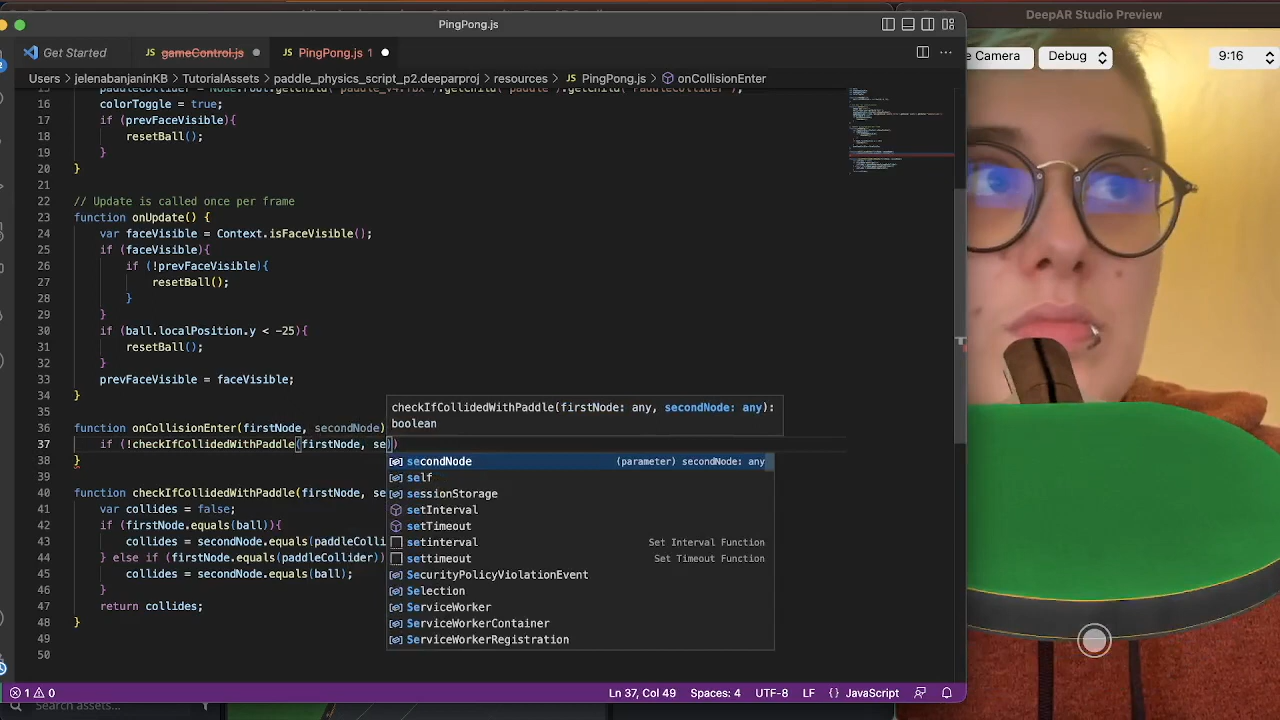 PingPong.js
DeepAR Studio Preview
Get Started
JS gameControl.js
JS PingPong.js 1
Camera
Debug
9:16
Users > jelenabanjaninKB > TutorialAssets > paddle_physics_script_p2.deeparproj > resources > JS PingPong.js > onCollisionEnter
16 colorToggle = true;
17 if (prevFaceVisible){
18 resetBall();
19 }
20 }
21
22 // Update is called once per frame
23 function onUpdate() {
24 var faceVisible = Context.isFaceVisible();
25 if (faceVisible){
26 if (!prevFaceVisible){
27 resetBall();
28 }
29 }
30 if (ball.localPosition.y < -25){
31 resetBall();
32 }
33 prevFaceVisible = faceVisible;
34 }
35
36 function onCollisionEnter(firstNode, secondNode)
37 if (!checkIfCollidedWithPaddle(firstNode, se))
38 }
39
40 function checkIfCollidedWithPaddle(firstNode, se
41 var collides = false;
42 if (firstNode.equals(ball)){
43 collides = secondNode.equals(paddleColli
44 } else if (firstNode.equals(paddleCollider))
45 collides = secondNode.equals(ball);
46 }
47 return collides;
48 }
49
50
checkIfCollidedWithPaddle(firstNode: any, secondNode: any):
boolean
secondNode (parameter) secondNode: any
self
sessionStorage
setInterval
setTimeout
setinterval Set Interval Function
settimeout Set Timeout Function
SecurityPolicyViolationEvent
Selection
ServiceWorker
ServiceWorkerContainer
ServiceWorkerRegistration
1 0
Ln 37, Col 49 Spaces: 4 UTF-8 LF {} JavaScript
Search assets...